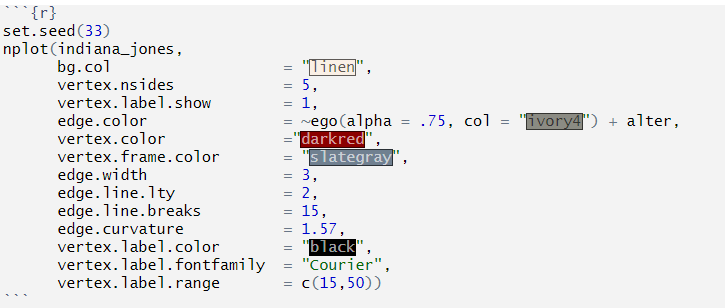 ```{r}
set.seed(33)
nplot(indiana_jones,
      bg.col                  = "linen",
      vertex.nsides           = 5,
      vertex.label.show       = 1,
      edge.color              = ~ego(alpha = .75, col = "ivory4") + alter,
      vertex.color            ="darkred",
      vertex.frame.color      = "slategray",
      edge.width              = 3,
      edge.line.lty           = 2,
      edge.line.breaks        = 15,
      edge.curvature          = 1.57,
      vertex.label.color      = "black",
      vertex.label.fontfamily = "Courier",
      vertex.label.range      = c(15,50))
```